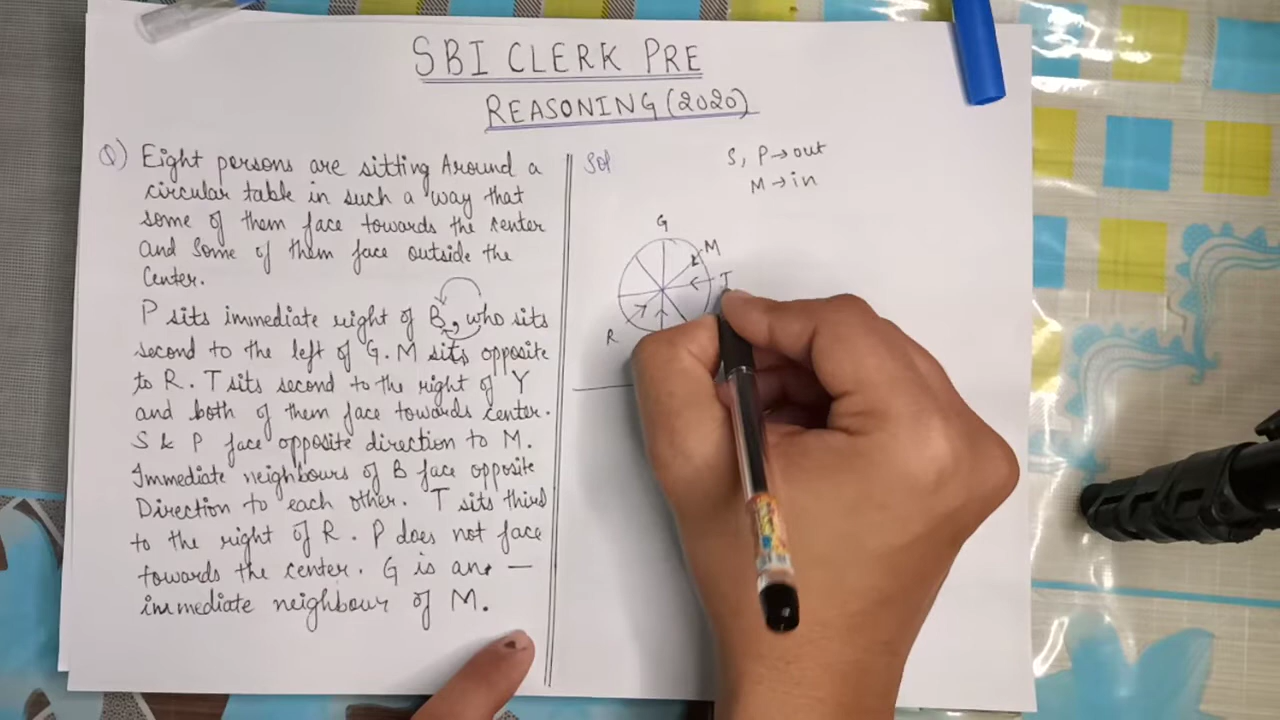 SBI CLERK PRE
REASONING (2020)
Q) Eight persons are sitting Around a
circular table in such a way that
some of them face towards the center
and some of them face outside the
center.
P sits immediate right of B, who sits
second to the left of G. M sits opposite
to R. T sits second to the right of Y
and both of them face towards center.
S & P face opposite direction to M.
Immediate neighbours of B face opposite
Direction to each other. T sits third
to the right of R. P does not face
towards the center. G is an —
immediate neighbour of M.
Sol
S, P→out
M→in
G
M
T
R